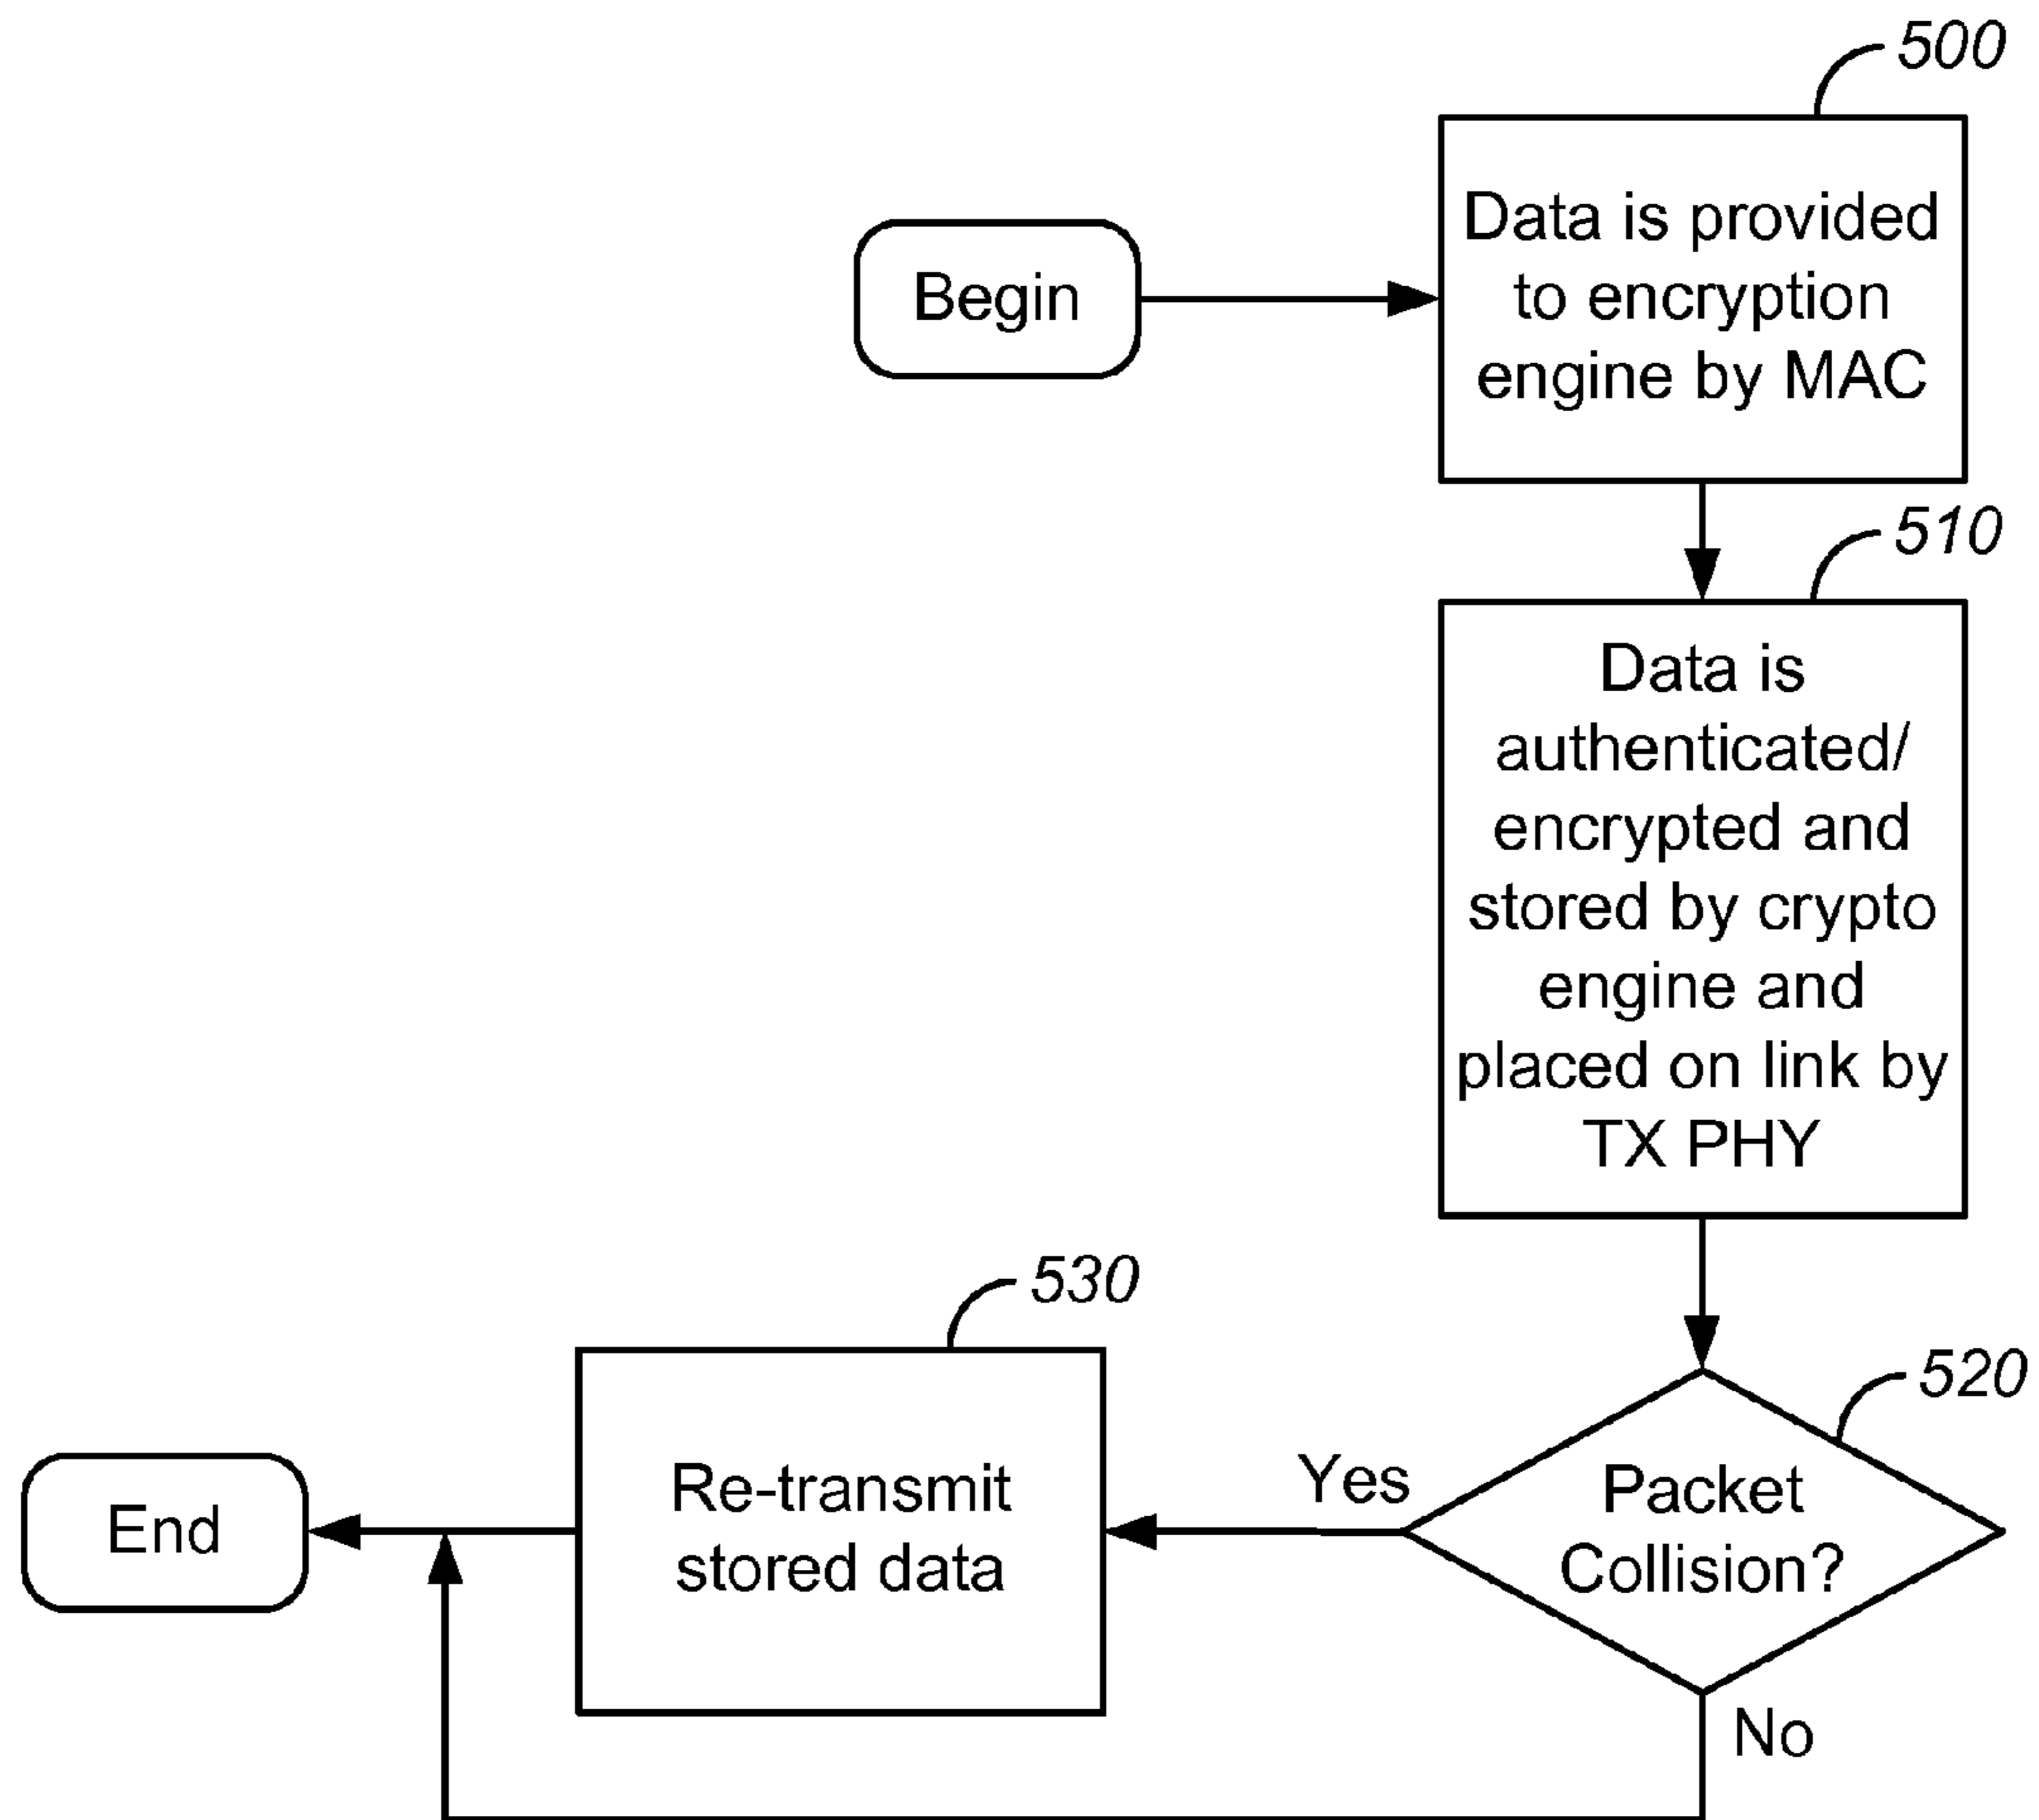 500
Begin
Data is provided
to encryption
engine by MAC
510
Data is
authenticated/
encrypted and
stored by crypto
engine and
placed on link by
TX PHY
520
Packet
Collision?
Yes
No
530
Re-transmit
stored data
End